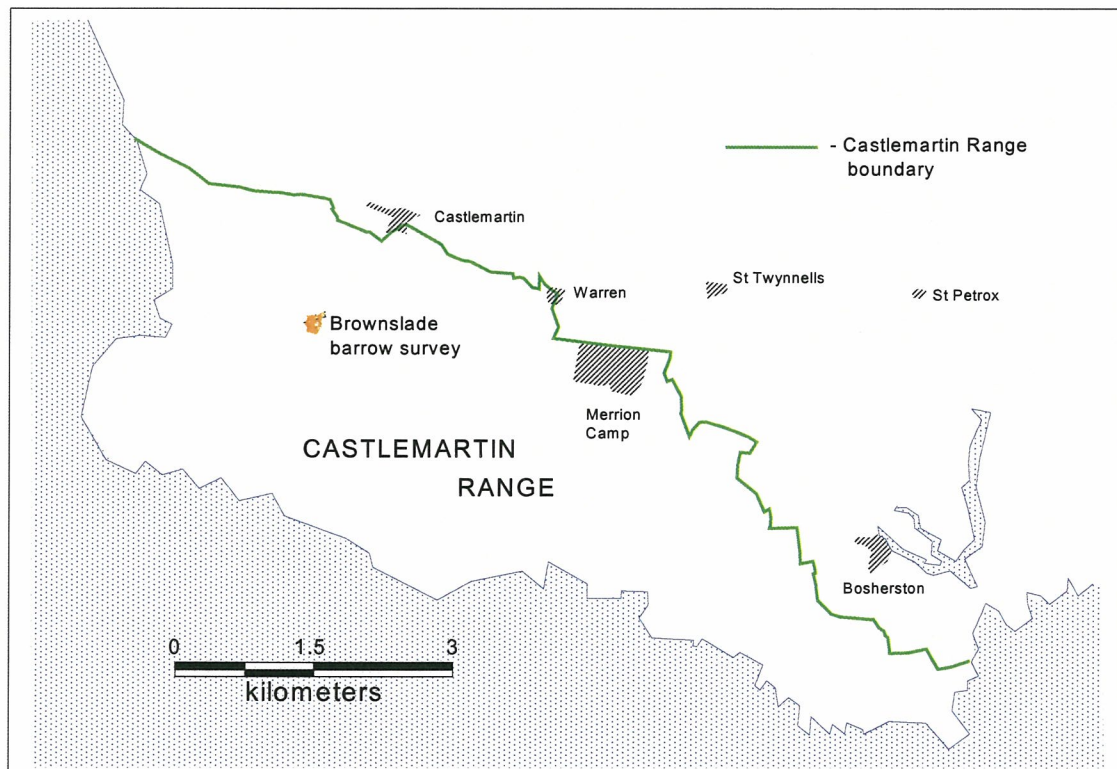 - Castlemartin Range
boundary
Castlemartin
St Twynnells
Warren
St Petrox
Brownslade
barrow survey
Merrion
Camp
CASTLEMARTIN
RANGE
Bosherston
0 1.5 3
kilometers